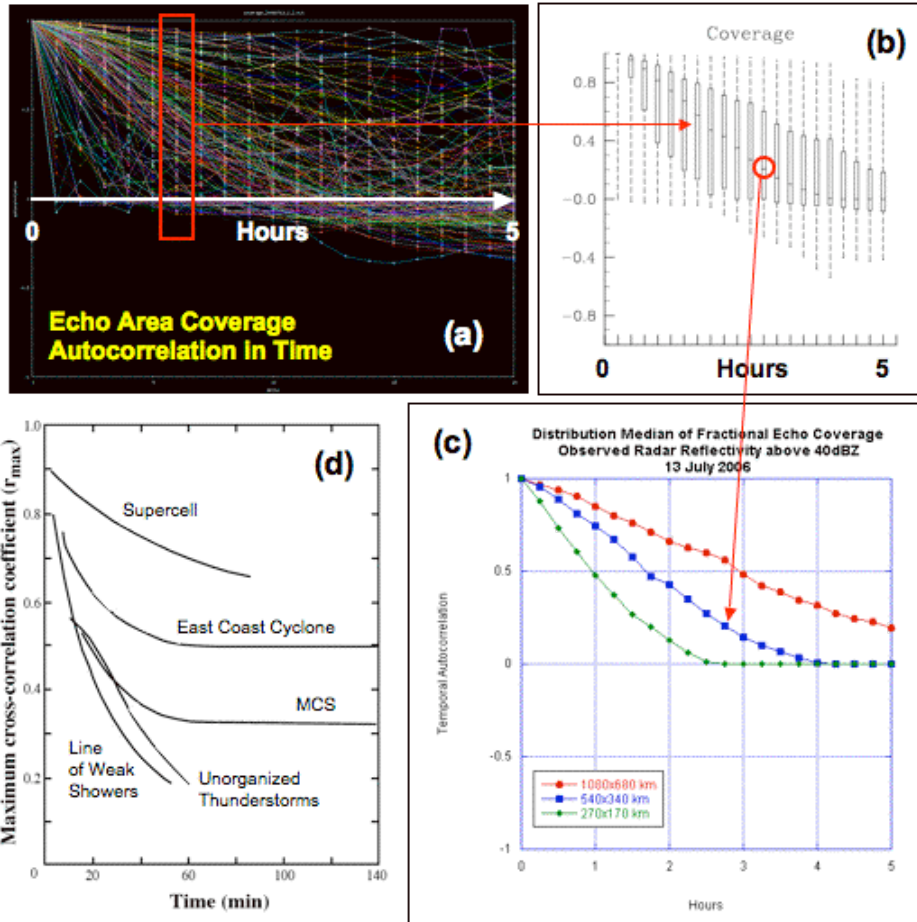 0
Hours
5
Echo Area Coverage
Autocorrelation in Time
(a)
(b)
Coverage
0.8
0.4
-0.0
-0.4
-0.8
0
Hours
5
(d)
Maximum cross-correlation coefficient (rmax)
1.0
0.8
0.6
0.4
0.2
0
20
60
100
140
Time (min)
Supercell
East Coast Cyclone
MCS
Line
of Weak
Showers
Unorganized
Thunderstorms
(c)
Distribution Median of Fractional Echo Coverage
Observed Radar Reflectivity above 40dBZ
13 July 2006
Temporal Autocorrelation
1
0.5
0
-0.5
-1
1080x680 km
540x340 km
270x170 km
0
1
2
3
4
5
Hours